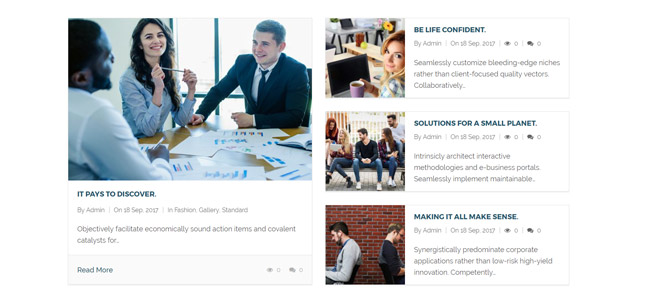 IT PAYS TO DISCOVER.
By Admin | On 18 Sep, 2017 | In Fashion, Gallery, Standard
Objectively facilitate economically sound action items and covalent
catalysts for..
Read More
0 0
BE LIFE CONFIDENT.
By Admin | On 18 Sep, 2017 | 0 | 0
Seamlessly customize bleeding-edge niches
rather than client-focused quality vectors.
Collaboratively..
SOLUTIONS FOR A SMALL PLANET.
By Admin | On 18 Sep, 2017 | 0 | 0
Intrinsicly architect interactive
methodologies and e-business portals.
Seamlessly implement maintainable..
MAKING IT ALL MAKE SENSE.
By Admin | On 18 Sep, 2017 | 0 | 0
Synergistically predominate corporate
applications rather than low-risk high-yield
innovation. Competently..